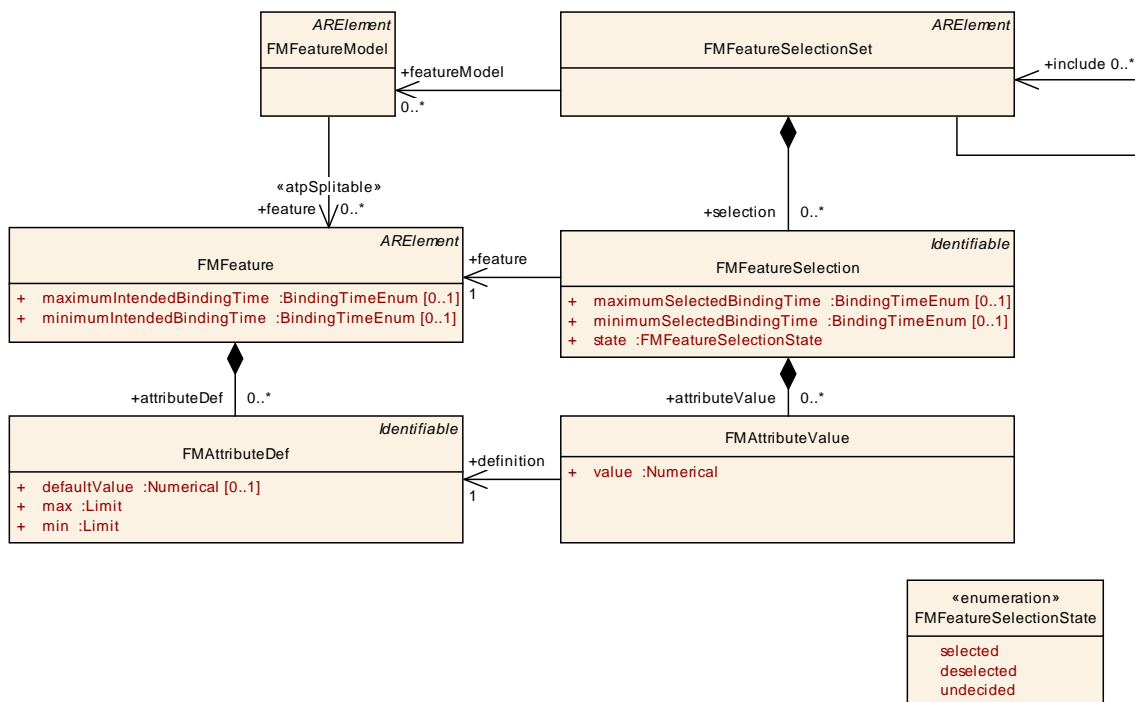 ARElement
FMFeatureModel
ARElement
FMFeatureSelectionSet
+featureModel
0..*
+include 0..*
«atpSplitable»
+feature 0..*
+selection 0..*
ARElement
FMFeature
+ maximumIntendedBindingTime :BindingTimeEnum [0..1]
+ minimumIntendedBindingTime :BindingTimeEnum [0..1]
+feature
1
Identifiable
FMFeatureSelection
+ maximumSelectedBindingTime :BindingTimeEnum [0..1]
+ minimumSelectedBindingTime :BindingTimeEnum [0..1]
+ state :FMFeatureSelectionState
+attributeDef 0..*
+attributeValue 0..*
Identifiable
FMAttributeDef
+ defaultValue :Numerical [0..1]
+ max :Limit
+ min :Limit
+definition
1
FMAttributeValue
+ value :Numerical
«enumeration»
FMFeatureSelectionState
selected
deselected
undecided